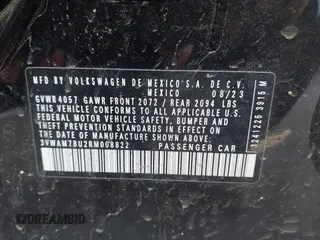 MFD BY VOLKSWAGEN DE MEXICO S.A. DE C.V.
MEXICO 08/23
GVWR 4057 GAWR FRONT 2072 / REAR 2094 LBS
THIS VEHICLE CONFORMS TO ALL APPLICABLE U.S.
FEDERAL MOTOR VEHICLE SAFETY, BUMPER AND
THEFT PREVENTION STANDARDS IN EFFECT ON THE
DATE OF MANUFACTURE SHOWN ABOVE.
3VWAM7BU2RM008822
PASSENGER CAR
3241226 3915 M
DREAMBID